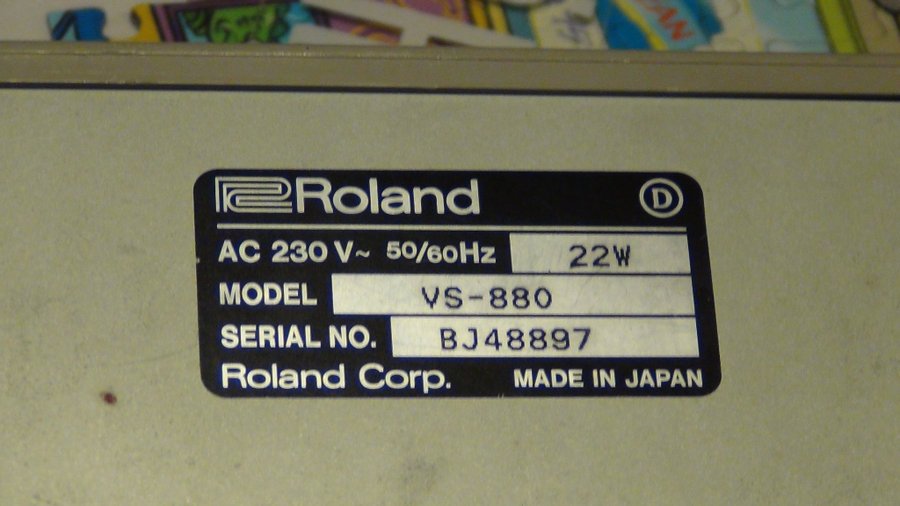 Roland D
AC 230 V~ 50/60Hz 22W
MODEL VS-880
SERIAL NO. BJ48897
Roland Corp. MADE IN JAPAN